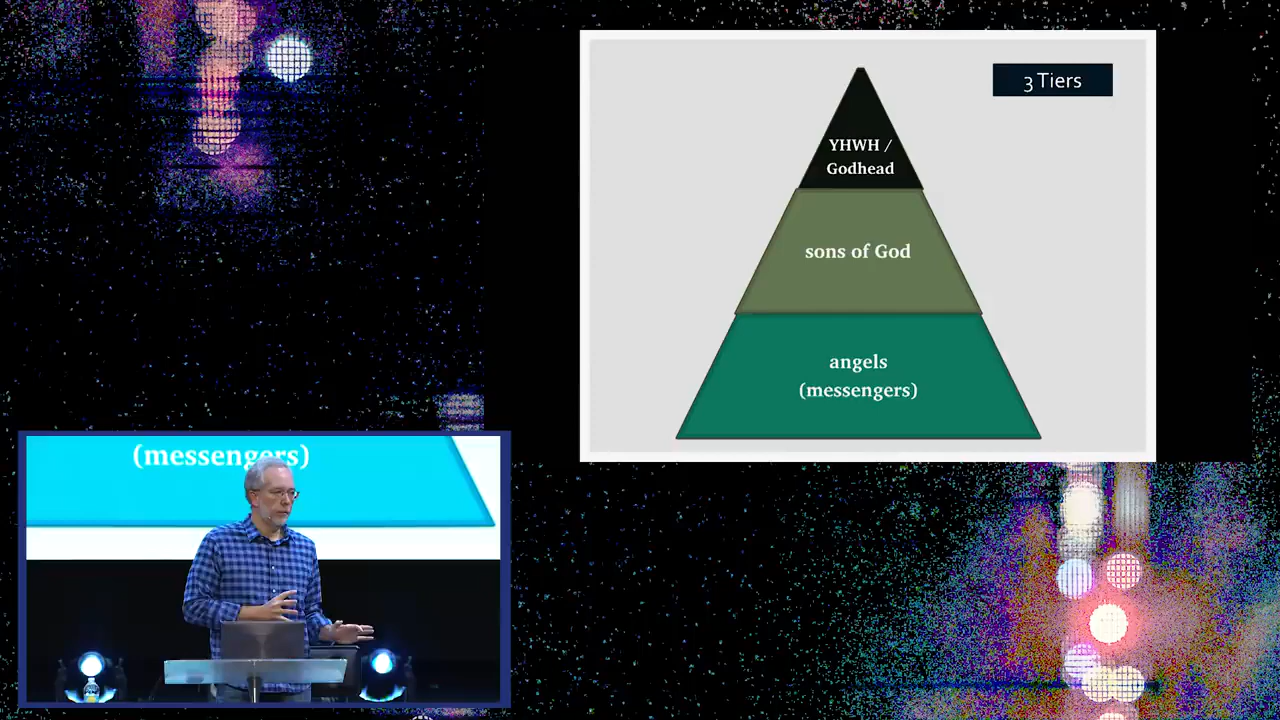 3 Tiers
YHWH /
Godhead
sons of God
angels
(messengers)
(messengers)